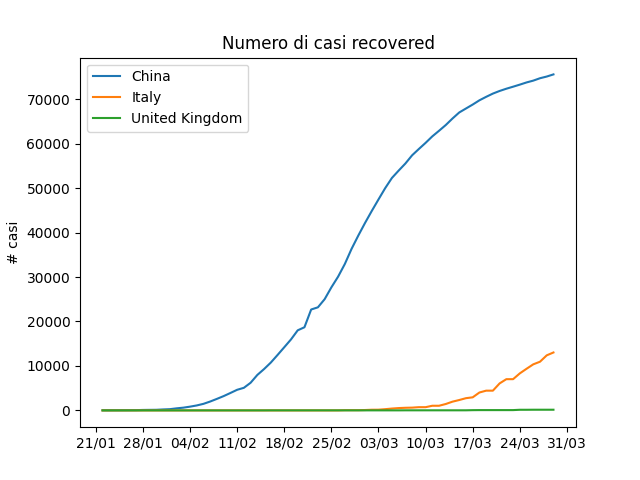 Numero di casi recovered
China
Italy
United Kingdom
# casi
70000
60000
50000
40000
30000
20000
10000
0
21/01 28/01 04/02 11/02 18/02 25/02 03/03 10/03 17/03 24/03 31/03